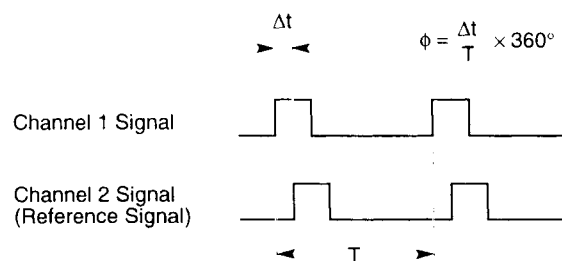 Δt
ϕ = Δt/T × 360°
Channel 1 Signal
Channel 2 Signal
(Reference Signal)
T